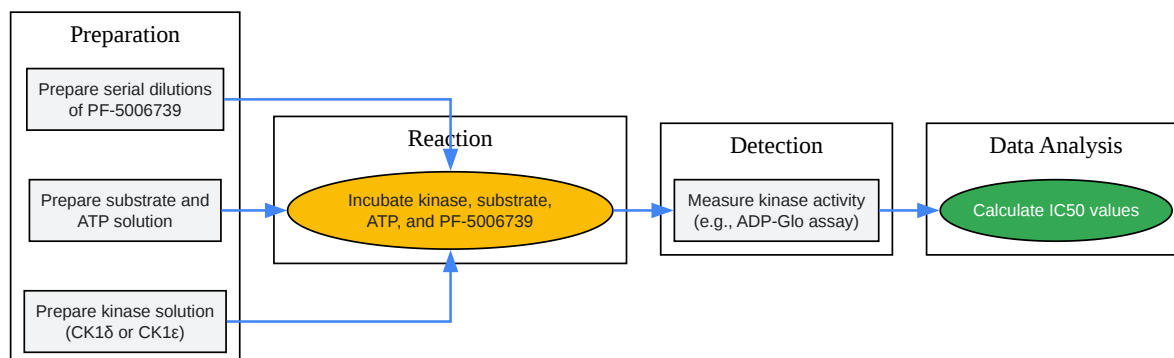 Preparation
Prepare serial dilutions
of PF-5006739
Prepare substrate and
ATP solution
Prepare kinase solution
(CK1δ or CK1ε)
Reaction
Incubate kinase, substrate,
ATP, and PF-5006739
Detection
Measure kinase activity
(e.g., ADP-Glo assay)
Data Analysis
Calculate IC50 values